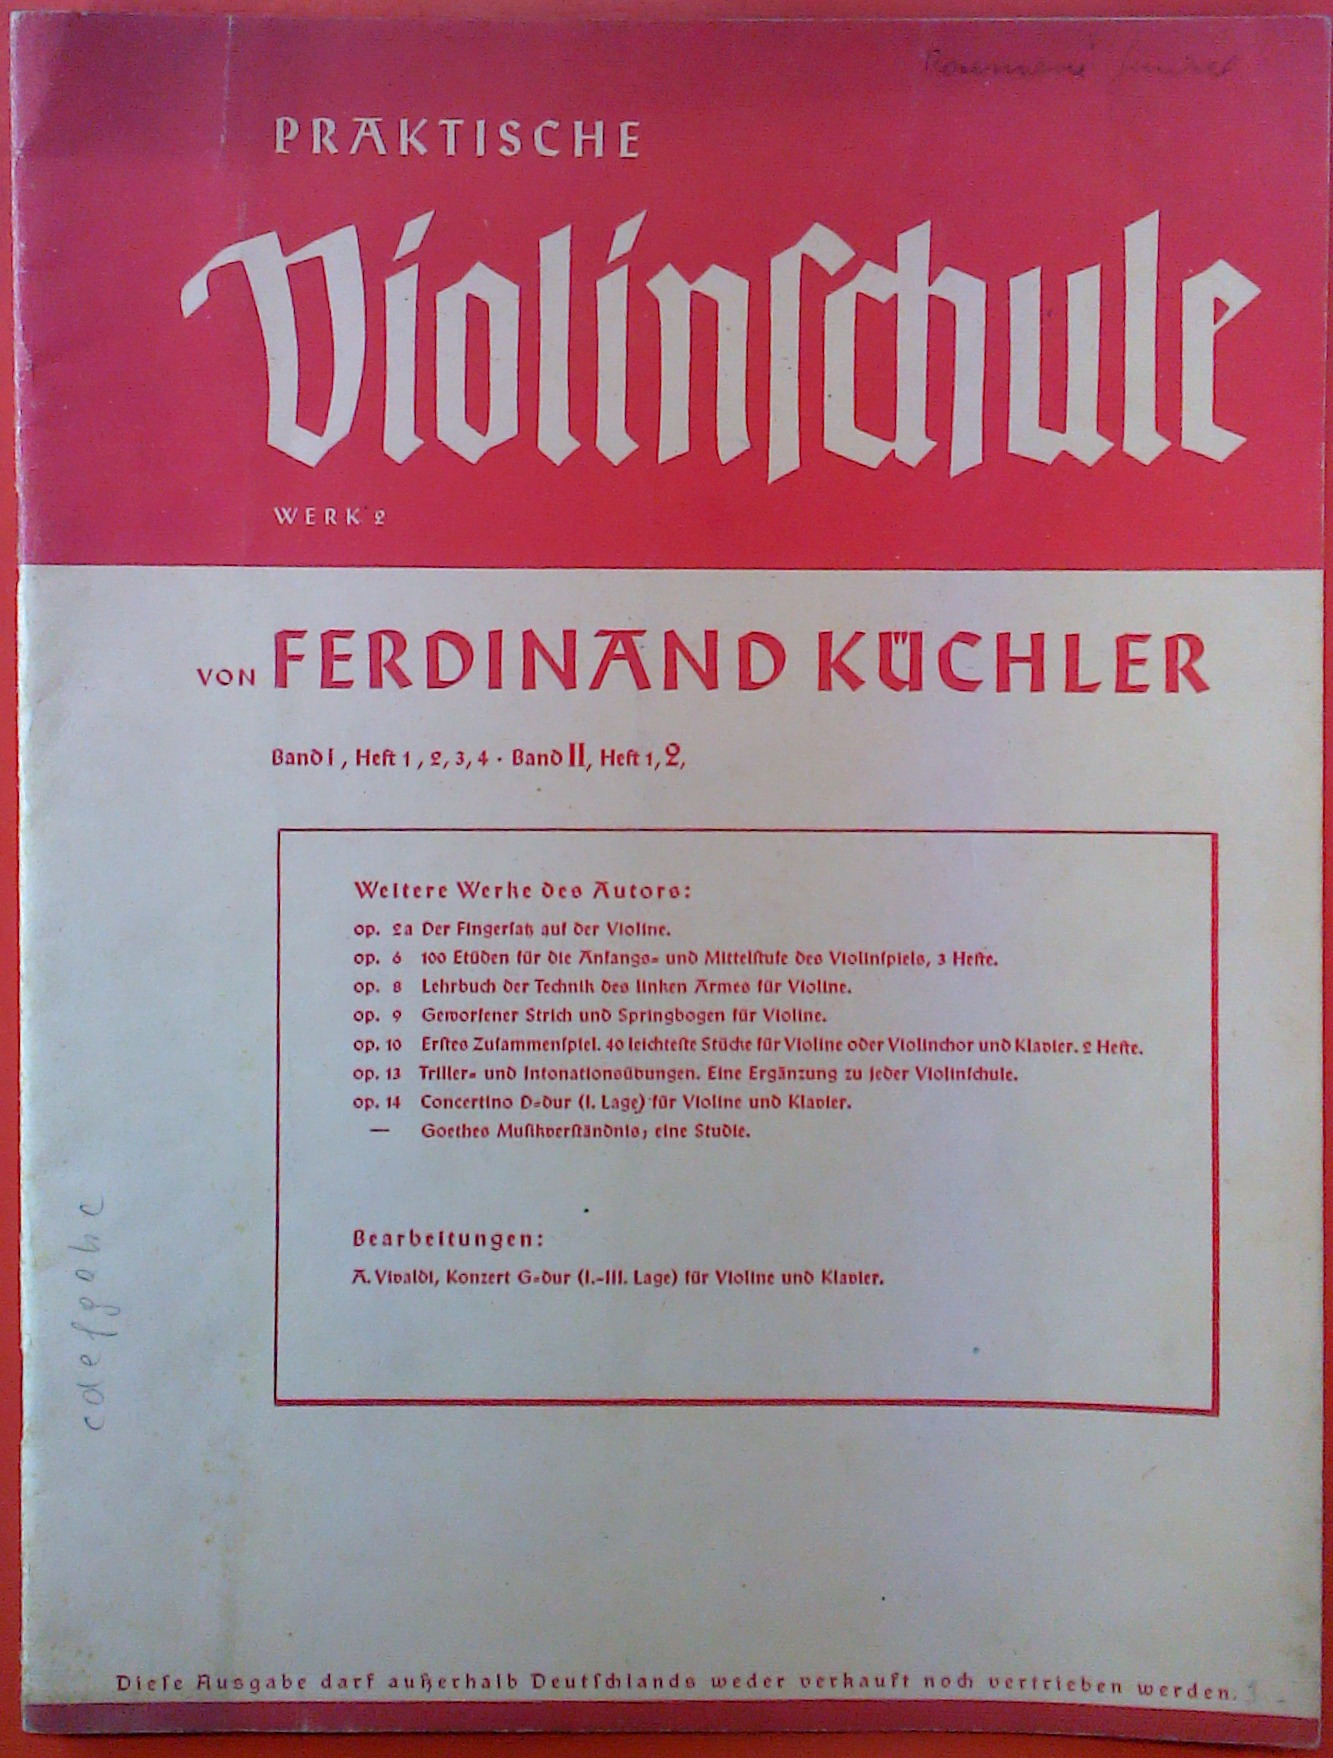 PRAKTISCHE
Violinſchule
WERK 2
VON FERDINAND KÜCHLER
Band I, Heft 1, 2, 3, 4 · Band II, Heft 1, 2,
Weitere Werke des Autors:
op. 2a Der Fingerſatz auf der Violine.
op. 6 100 Etüden für die Anfangs= und Mittelſtufe des Violinſpiels, 3 Hefte.
op. 8 Lehrbuch der Technik des linken Armes für Violine.
op. 9 Geworfener Strich und Springbogen für Violine.
op. 10 Erſtes Zuſammenſpiel. 40 leichteſte Stücke für Violine oder Violinchor und Klavier. 2 Hefte.
op. 13 Triller= und Intonationsübungen. Eine Ergänzung zu jeder Violinſchule.
op. 14 Concertino D=dur (I. Lage) für Violine und Klavier.
— Goethes Muſikverſtändnis; eine Studie.
Bearbeitungen:
A. Vivaldi, Konzert G=dur (I.-III. Lage) für Violine und Klavier.
c d e f g a h c
Dieſe Ausgabe darf außerhalb Deutſchlands weder verkauft noch vertrieben werden.